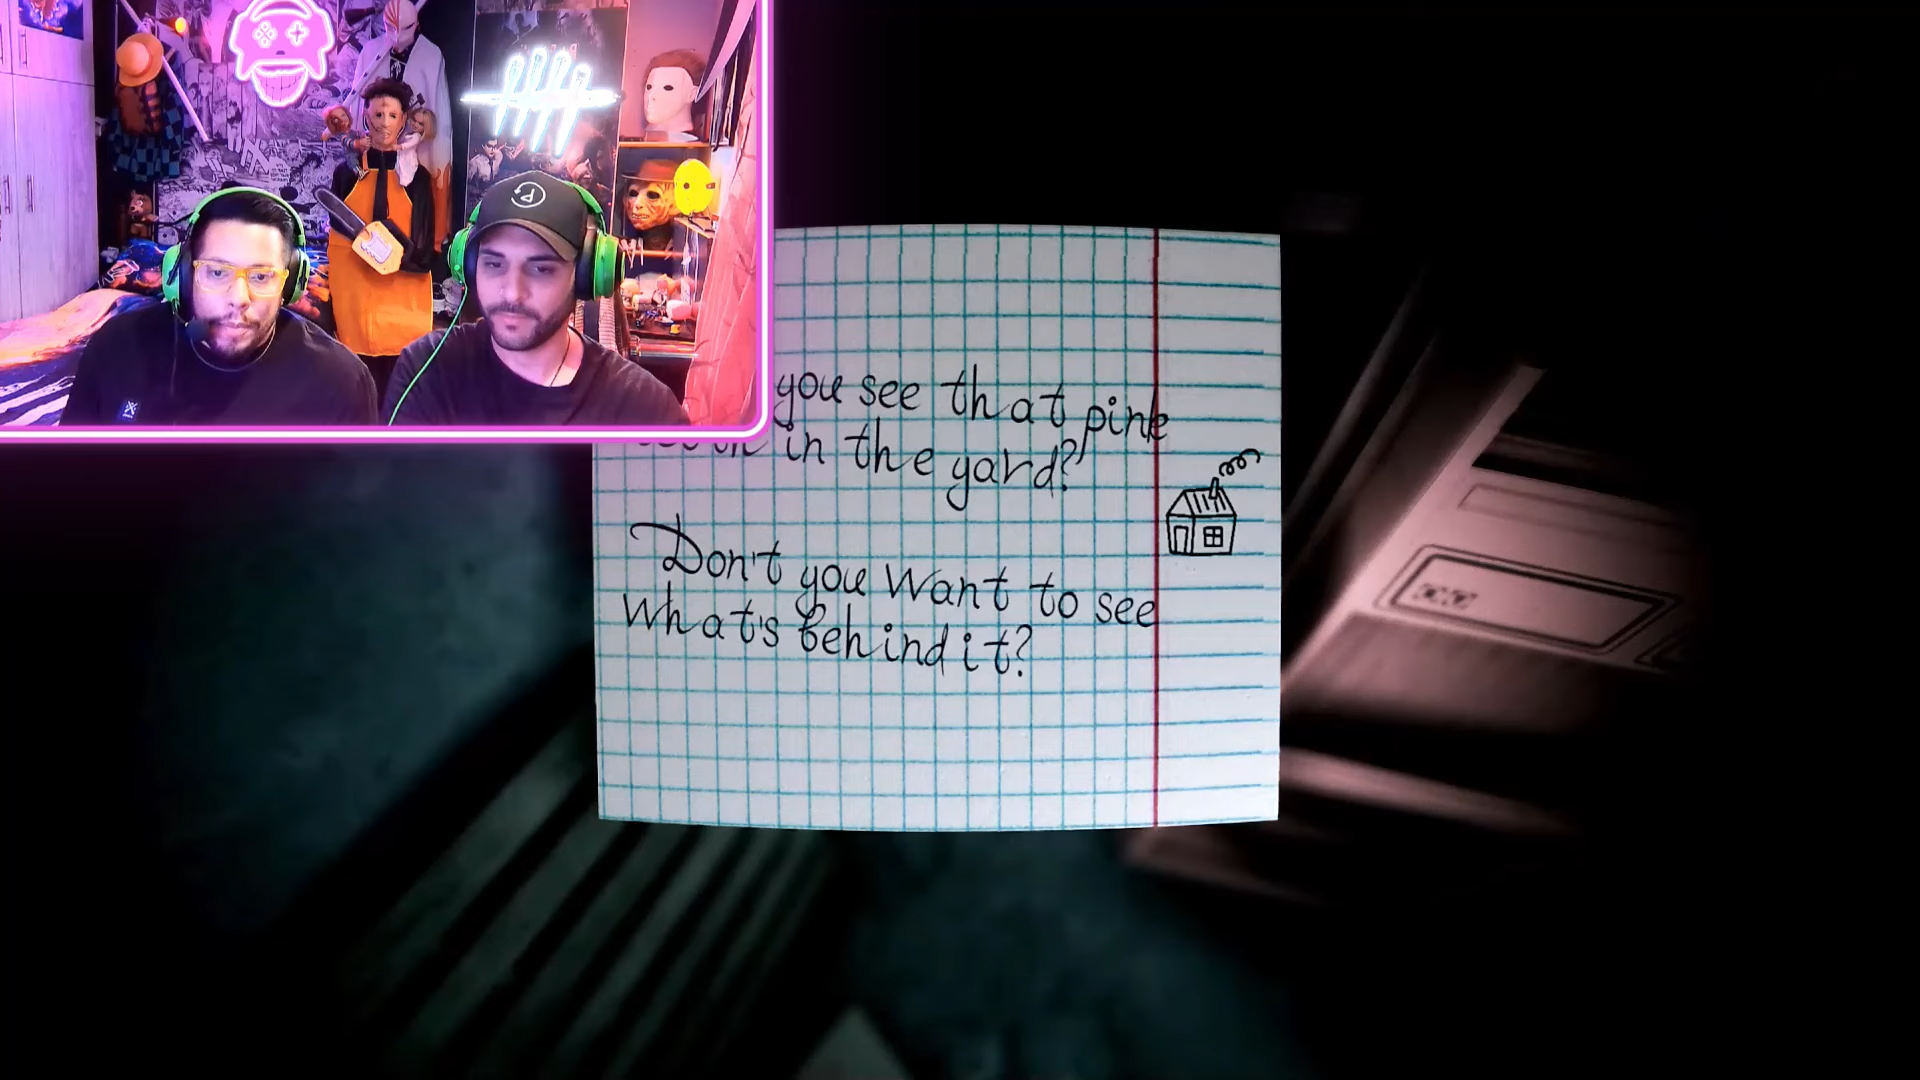 you see that pink
in the yard?
Don't you want to see
What's behind it?